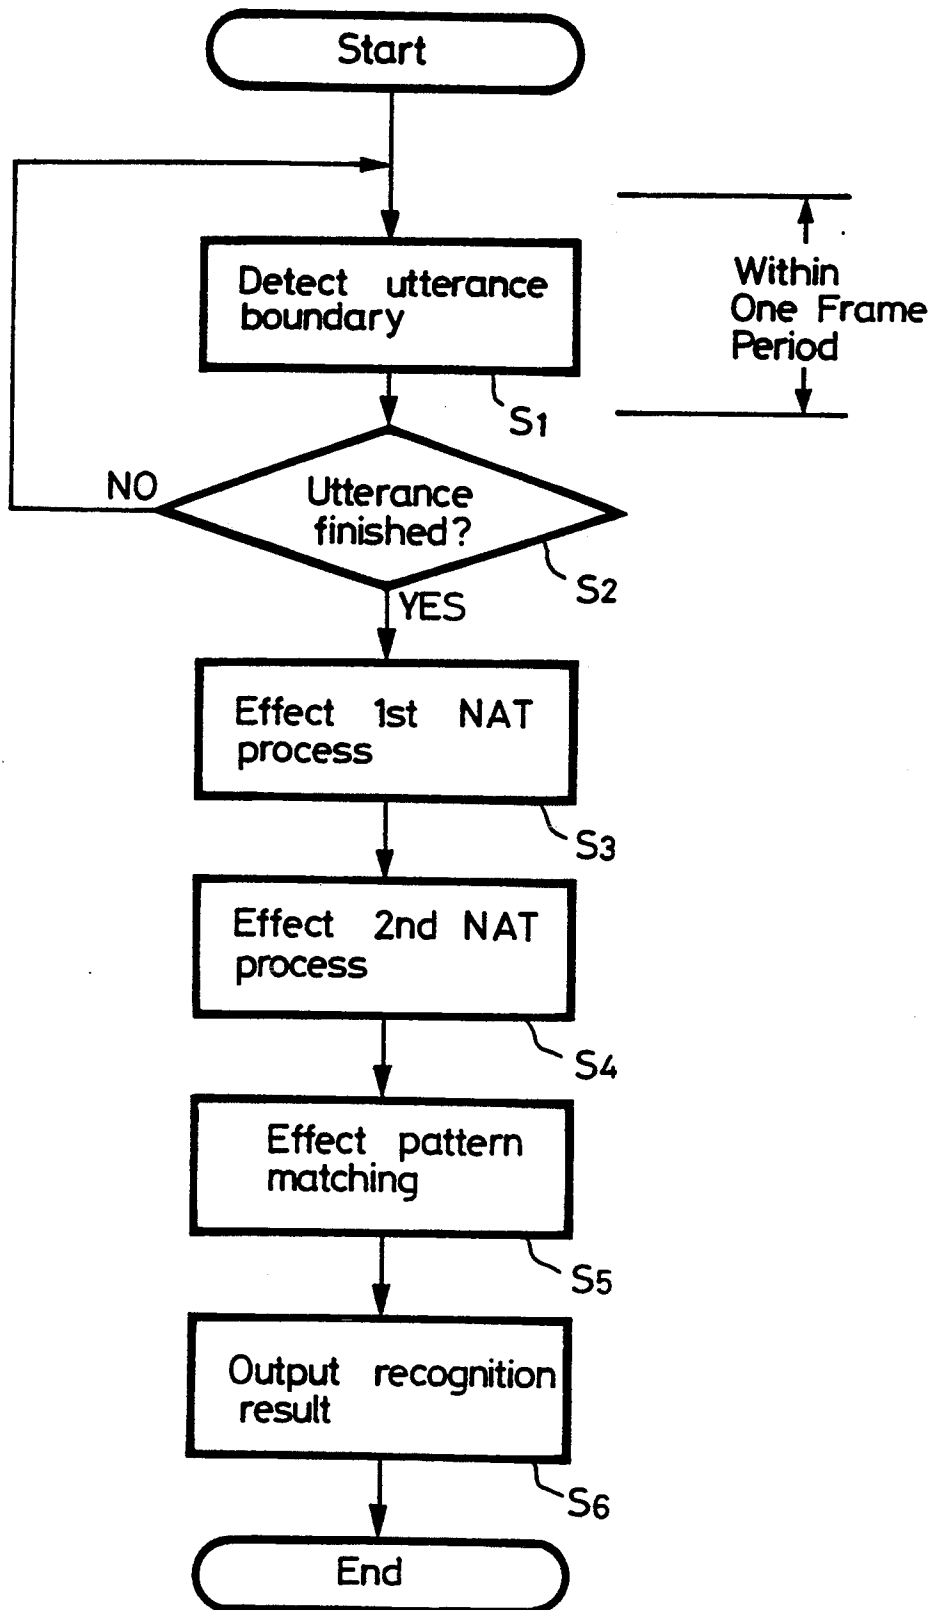 Start
Detect utterance
boundary
S1
Within
One Frame
Period
Utterance
finished?
NO
S2
YES
Effect 1st NAT
process
S3
Effect 2nd NAT
process
S4
Effect pattern
matching
S5
Output recognition
result
S6
End